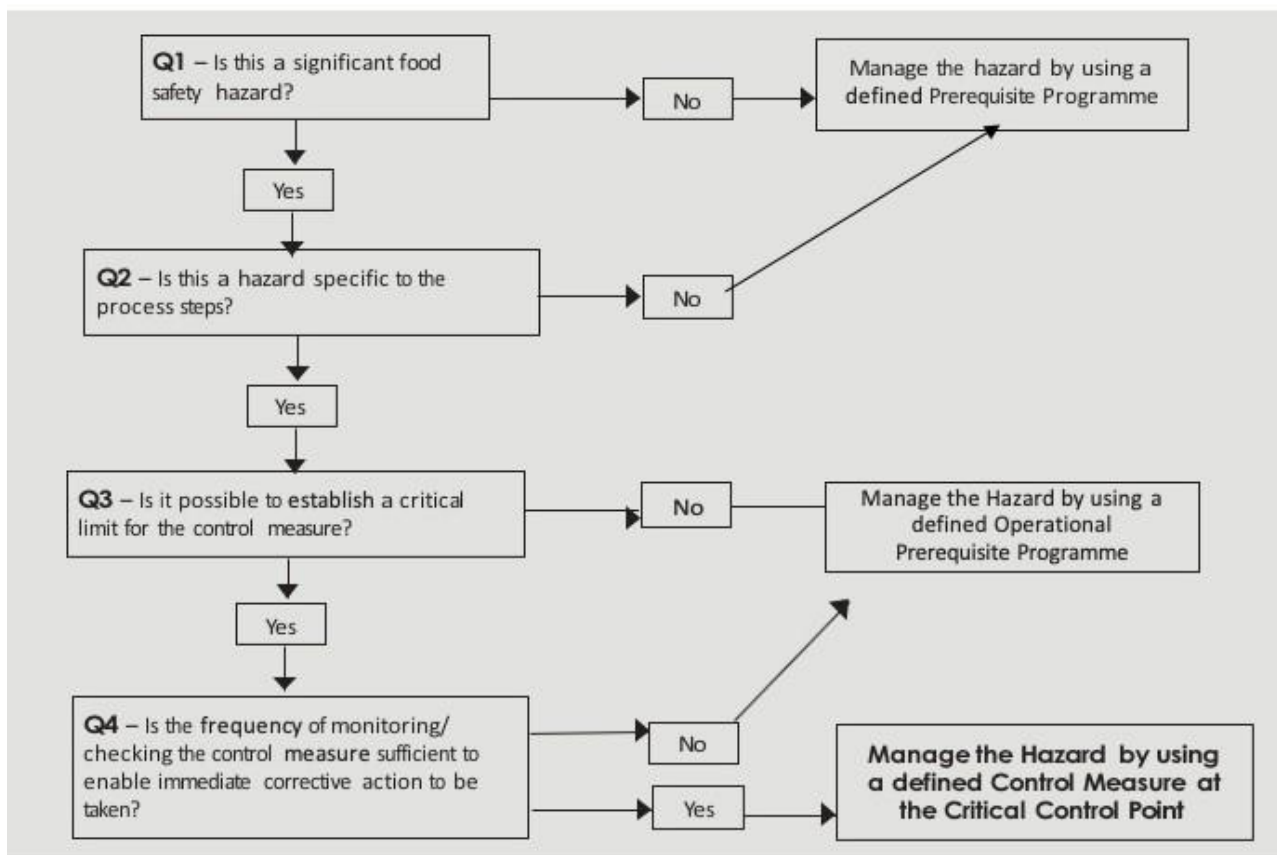 Q1 – Is this a significant food
safety hazard?
No
Manage the hazard by using a
defined Prerequisite Programme
Yes
Q2 – Is this a hazard specific to the
process steps?
No
Yes
Q3 – Is it possible to establish a critical
limit for the control measure?
No
Manage the Hazard by using a
defined Operational
Prerequisite Programme
Yes
Q4 – Is the frequency of monitoring/
checking the control measure sufficient to
enable immediate corrective action to be
taken?
No
Yes
Manage the Hazard by using
a defined Control Measure at
the Critical Control Point